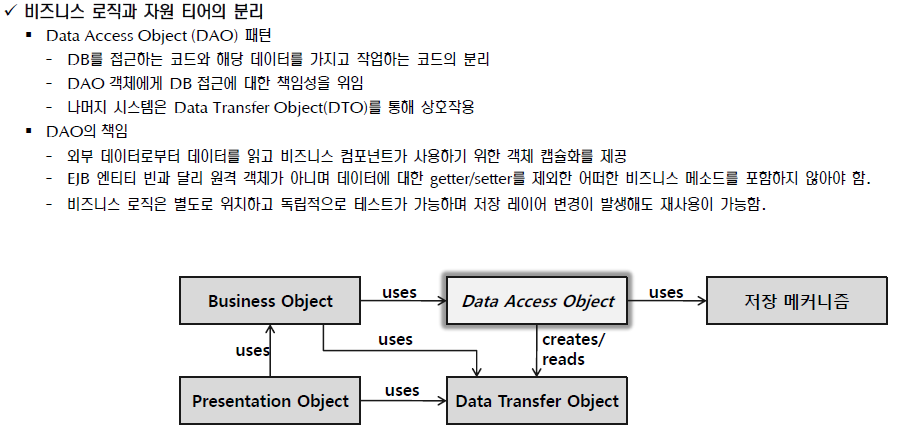 ✓ 비즈니스 로직과 자원 티어의 분리
▪ Data Access Object (DAO) 패턴
- DB를 접근하는 코드와 해당 데이터를 가지고 작업하는 코드의 분리
- DAO 객체에게 DB 접근에 대한 책임성을 위임
- 나머지 시스템은 Data Transfer Object(DTO)를 통해 상호작용
▪ DAO의 책임
- 외부 데이터로부터 데이터를 읽고 비즈니스 컴포넌트가 사용하기 위한 객체 캡슐화를 제공
- EJB 엔티티 빈과 달리 원격 객체가 아니며 데이터에 대한 getter/setter를 제외한 어떠한 비즈니스 메소드를 포함하지 않아야 함.
- 비즈니스 로직은 별도로 위치하고 독립적으로 테스트가 가능하며 저장 레이어 변경이 발생해도 재사용이 가능함.
Business Object
uses
Data Access Object
uses
저장 메커니즘
uses
uses
creates/
reads
Presentation Object
uses
Data Transfer Object